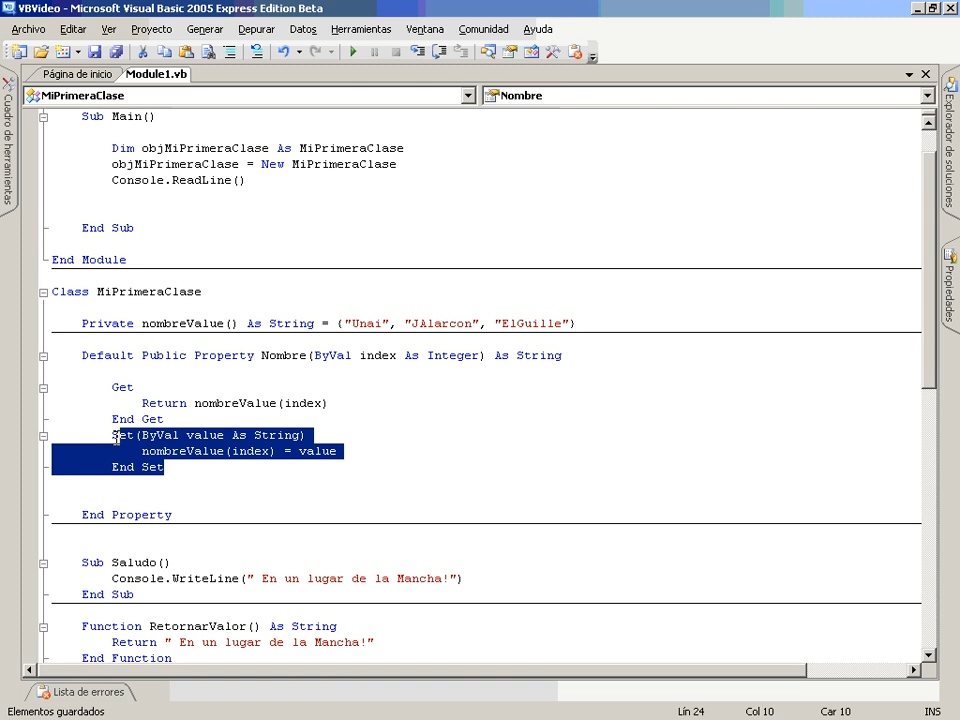 VBVideo - Microsoft Visual Basic 2005 Express Edition Beta
Archivo Editar Ver Proyecto Generar Depurar Datos Herramientas Ventana Comunidad Ayuda
Página de inicio Module1.vb
MiPrimeraClase Nombre
Cuadro de herramientas
Explorador de soluciones
Propiedades
Sub Main()
Dim objMiPrimeraClase As MiPrimeraClase
objMiPrimeraClase = New MiPrimeraClase
Console.ReadLine()
End Sub
End Module
Class MiPrimeraClase
Private nombreValue() As String = {"Unai", "JAlarcon", "ElGuille"}
Default Public Property Nombre(ByVal index As Integer) As String
Get
Return nombreValue(index)
End Get
Set(ByVal value As String)
nombreValue(index) = value
End Set
End Property
Sub Saludo()
Console.WriteLine(" En un lugar de la Mancha!")
End Sub
Function RetornarValor() As String
Return " En un lugar de la Mancha!"
End Function
Lista de errores
Elementos guardados Lín 24 Col 10 Car 10 INS